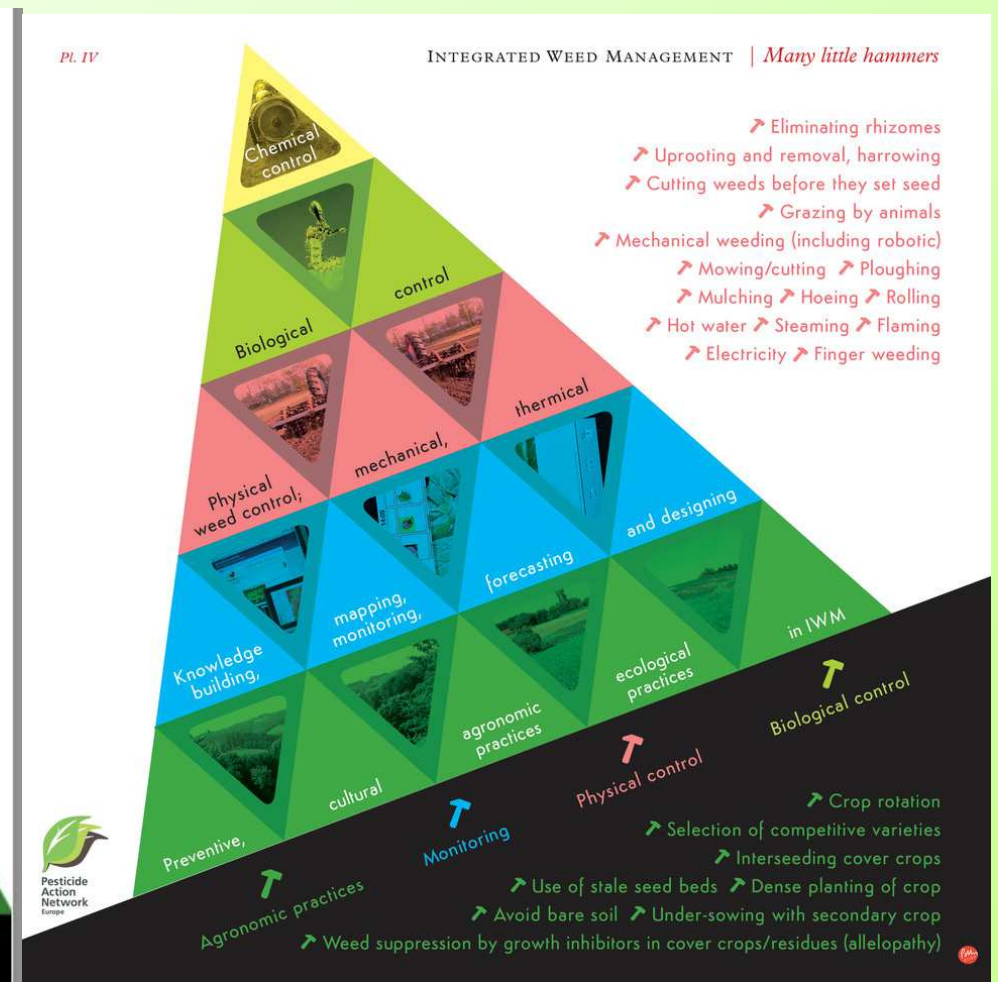 Pl. IV
INTEGRATED WEED MANAGEMENT | Many little hammers
Eliminating rhizomes
Uprooting and removal, harrowing
Cutting weeds before they set seed
Grazing by animals
Mechanical weeding (including robotic)
Mowing/cutting Ploughing
Mulching Hoeing Rolling
Hot water Steaming Flaming
Electricity Finger weeding
Chemical
control
Biological control
Physical
weed control; mechanical, thermical
Knowledge
building, mapping,
monitoring, forecasting and designing
Preventive, cultural agronomic
practices ecological
practices in IWM
Agronomic practices
Monitoring
Physical control
Biological control
Crop rotation
Selection of competitive varieties
Interseeding cover crops
Use of stale seed beds Dense planting of crop
Avoid bare soil Under-sowing with secondary crop
Weed suppression by growth inhibitors in cover crops/residues (allelopathy)
Pesticide
Action
Network
Europe